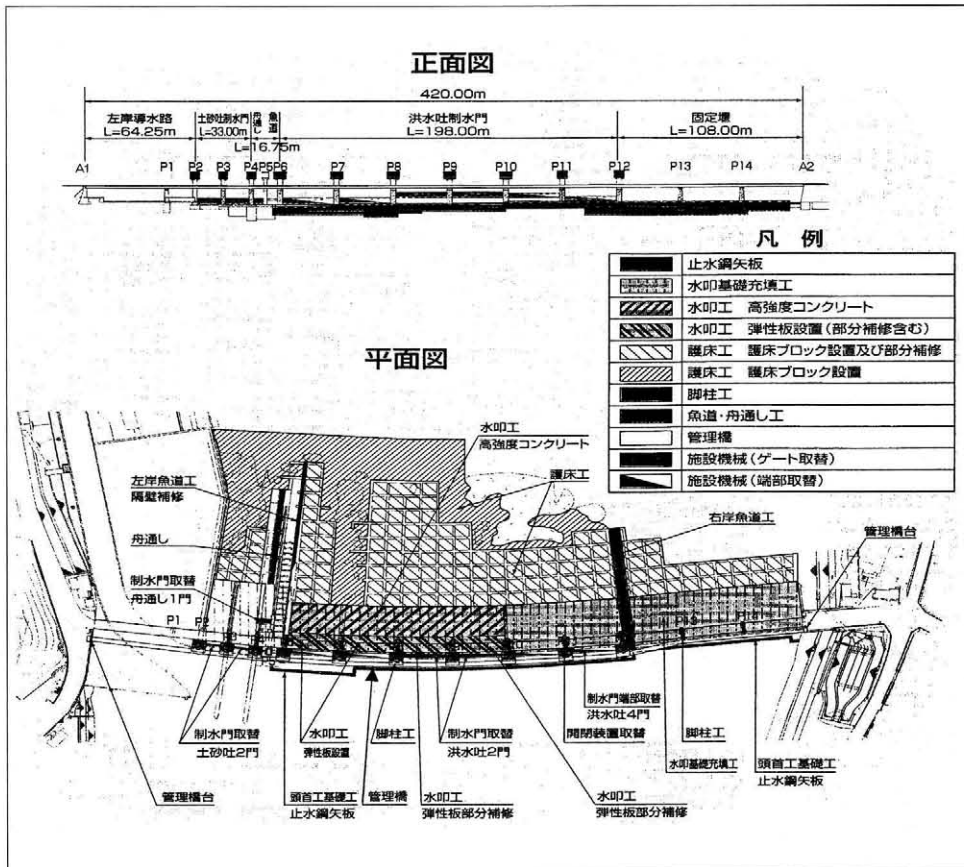 正面図
420.00m
左岸導水路
L=64.25m
土砂吐制水門
L=33.00m
舟通し
魚道
L=16.75m
洪水吐制水門
L=198.00m
固定堰
L=108.00m
A1 P1 P2 P3 P4 P5 P6 P7 P8 P9 P10 P11 P12 P13 P14 A2
凡 例
止水鋼矢板
水叩基礎充填工
水叩工 高強度コンクリート
水叩工 弾性板設置(部分補修含む)
護床工 護床ブロック設置及び部分補修
護床工 護床ブロック設置
脚柱工
魚道・舟通し工
管理橋
施設機械(ゲート取替)
施設機械(端部取替)
平面図
水叩工
高強度コンクリート
護床工
左岸魚道工
隔壁補修
舟通し
制水門取替
舟通し1門
右岸魚道工
管理橋台
P1 P2
制水門取替
土砂吐2門
水叩工
弾性板設置
脚柱工
制水門取替
洪水吐2門
制水門端部取替
洪水吐4門
開閉装置取替
脚柱工
水叩基礎充填工
頭首工基礎工
止水鋼矢板
管理橋台
頭首工基礎工
止水鋼矢板
管理橋
水叩工
弾性板部分補修
水叩工
弾性板部分補修